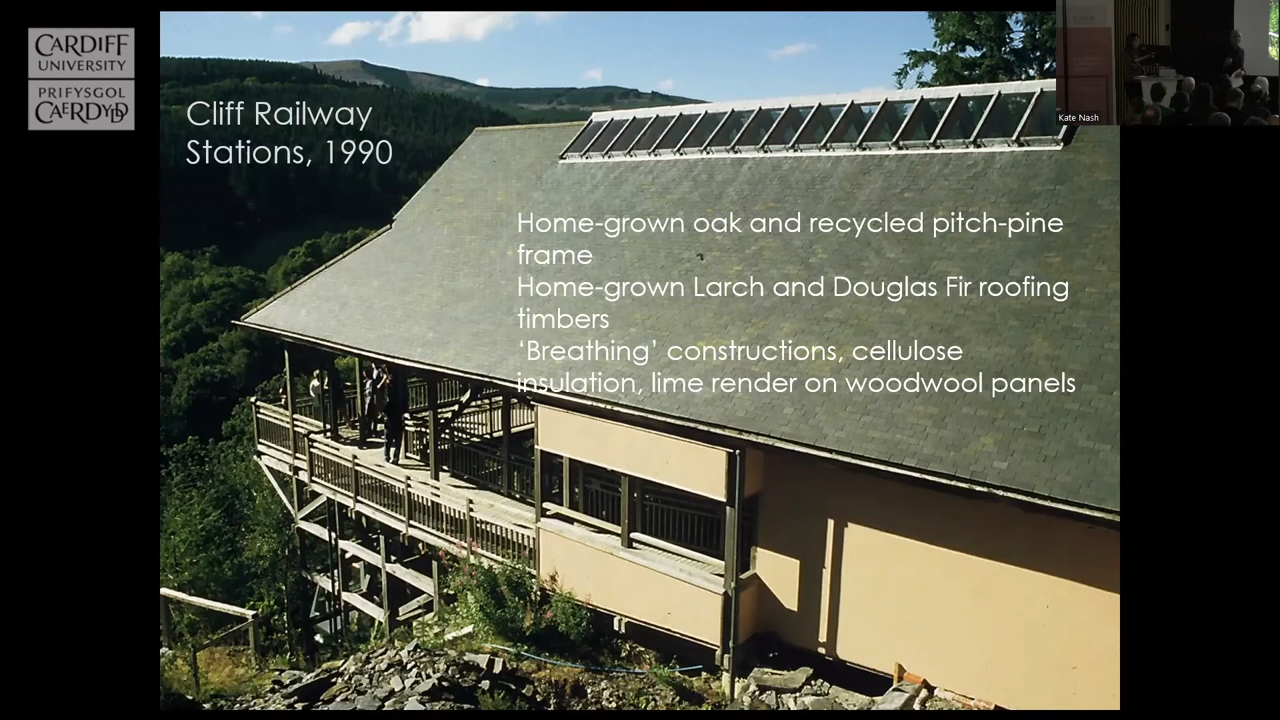 CARDIFF
UNIVERSITY
PRIFYSGOL
CAERDYDD
Cliff Railway
Stations, 1990
Home-grown oak and recycled pitch-pine
frame
Home-grown Larch and Douglas Fir roofing
timbers
‘Breathing’ constructions, cellulose
insulation, lime render on woodwool panels
Kate Nash